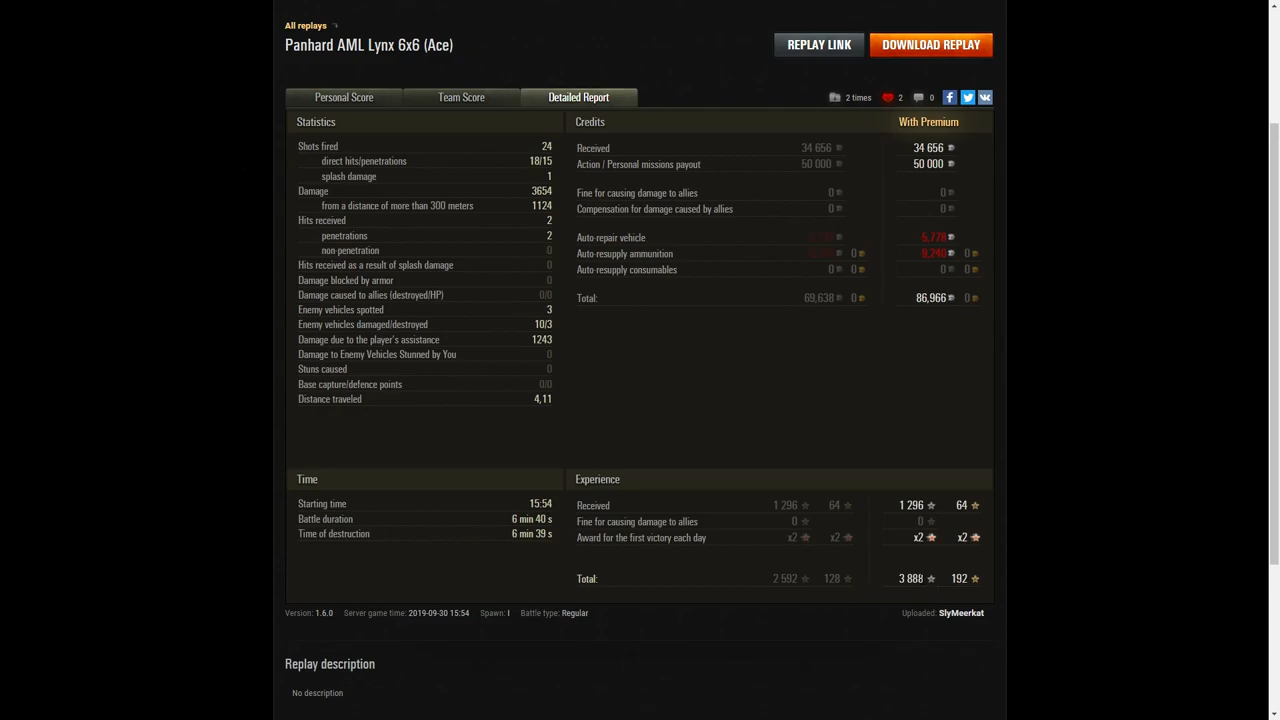 All replays
Panhard AML Lynx 6x6 (Ace)
REPLAY LINK
DOWNLOAD REPLAY
Personal Score
Team Score
Detailed Report
2 times 2 0
Statistics
Shots fired 24
direct hits/penetrations 18/15
splash damage 1
Damage 3654
from a distance of more than 300 meters 1124
Hits received 2
penetrations 2
non-penetration 0
Hits received as a result of splash damage 0
Damage blocked by armor 0
Damage caused to allies (destroyed/HP) 0/0
Enemy vehicles spotted 3
Enemy vehicles damaged/destroyed 10/3
Damage due to the player's assistance 1243
Damage to Enemy Vehicles Stunned by You 0
Stuns caused 0
Base capture/defence points 0/0
Distance traveled 4,11
Credits With Premium
Received 34 656 34 656
Action / Personal missions payout 50 000 50 000
Fine for causing damage to allies 0 0
Compensation for damage caused by allies 0 0
Auto-repair vehicle 5,778
Auto-resupply ammunition 0 9,240 0
Auto-resupply consumables 0 0 0 0
Total: 69,638 0 86,966 0
Time
Starting time 15:54
Battle duration 6 min 40 s
Time of destruction 6 min 39 s
Experience
Received 1 296 64 1 296 64
Fine for causing damage to allies 0 0
Award for the first victory each day x2 x2 x2 x2
Total: 2 592 128 3 888 192
Version: 1.6.0 Server game time: 2019-09-30 15:54 Spawn: I Battle type: Regular Uploaded: SlyMeerkat
Replay description
No description